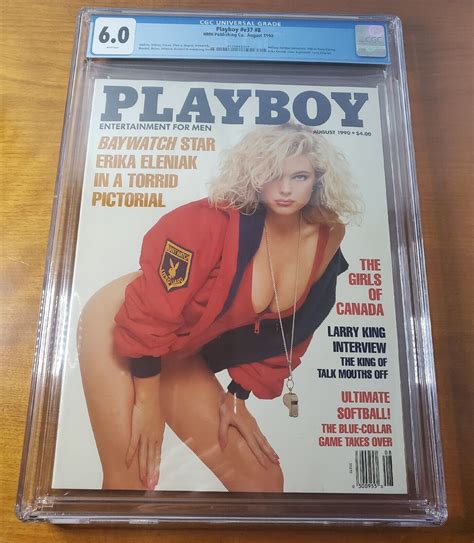 CGC UNIVERSAL GRADE
6.0
Playboy #v37 #8
HMH Publishing Co. August 1990
PLAYBOY
ENTERTAINMENT FOR MEN
AUGUST 1990 • $4.00
BAYWATCH STAR
ERIKA ELENIAK
IN A TORRID
PICTORIAL
THE
GIRLS
OF
CANADA
LARRY KING
INTERVIEW
THE KING OF
TALK MOUTHS OFF
ULTIMATE
SOFTBALL!
THE BLUE-COLLAR
GAME TAKES OVER
08